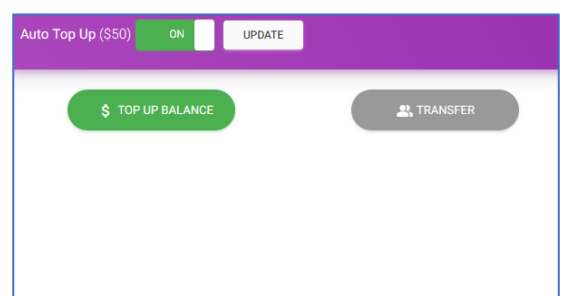 Auto Top Up ($50) ON UPDATE
$ TOP UP BALANCE TRANSFER